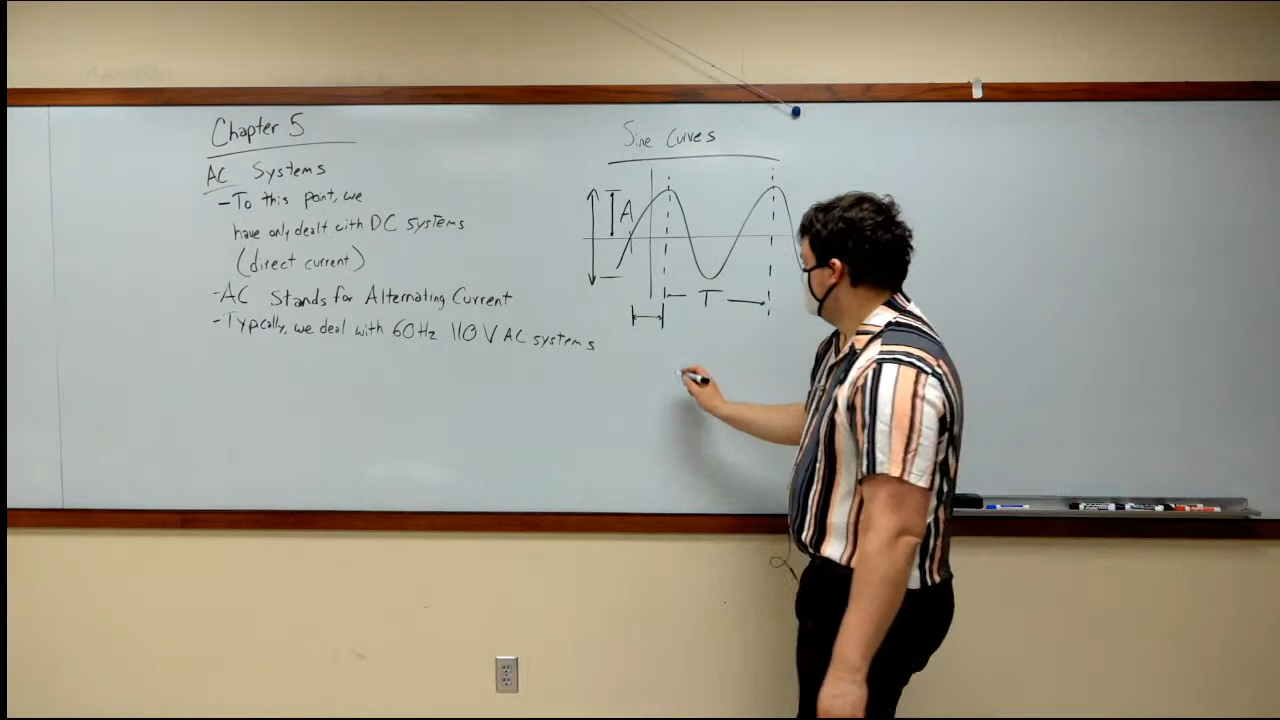 Chapter 5
AC Systems
- To this point, we
have only dealt with DC systems
(direct current)
- AC Stands for Alternating Current
- Typically, we deal with 60Hz 110V AC systems
Sine Curves
A
T